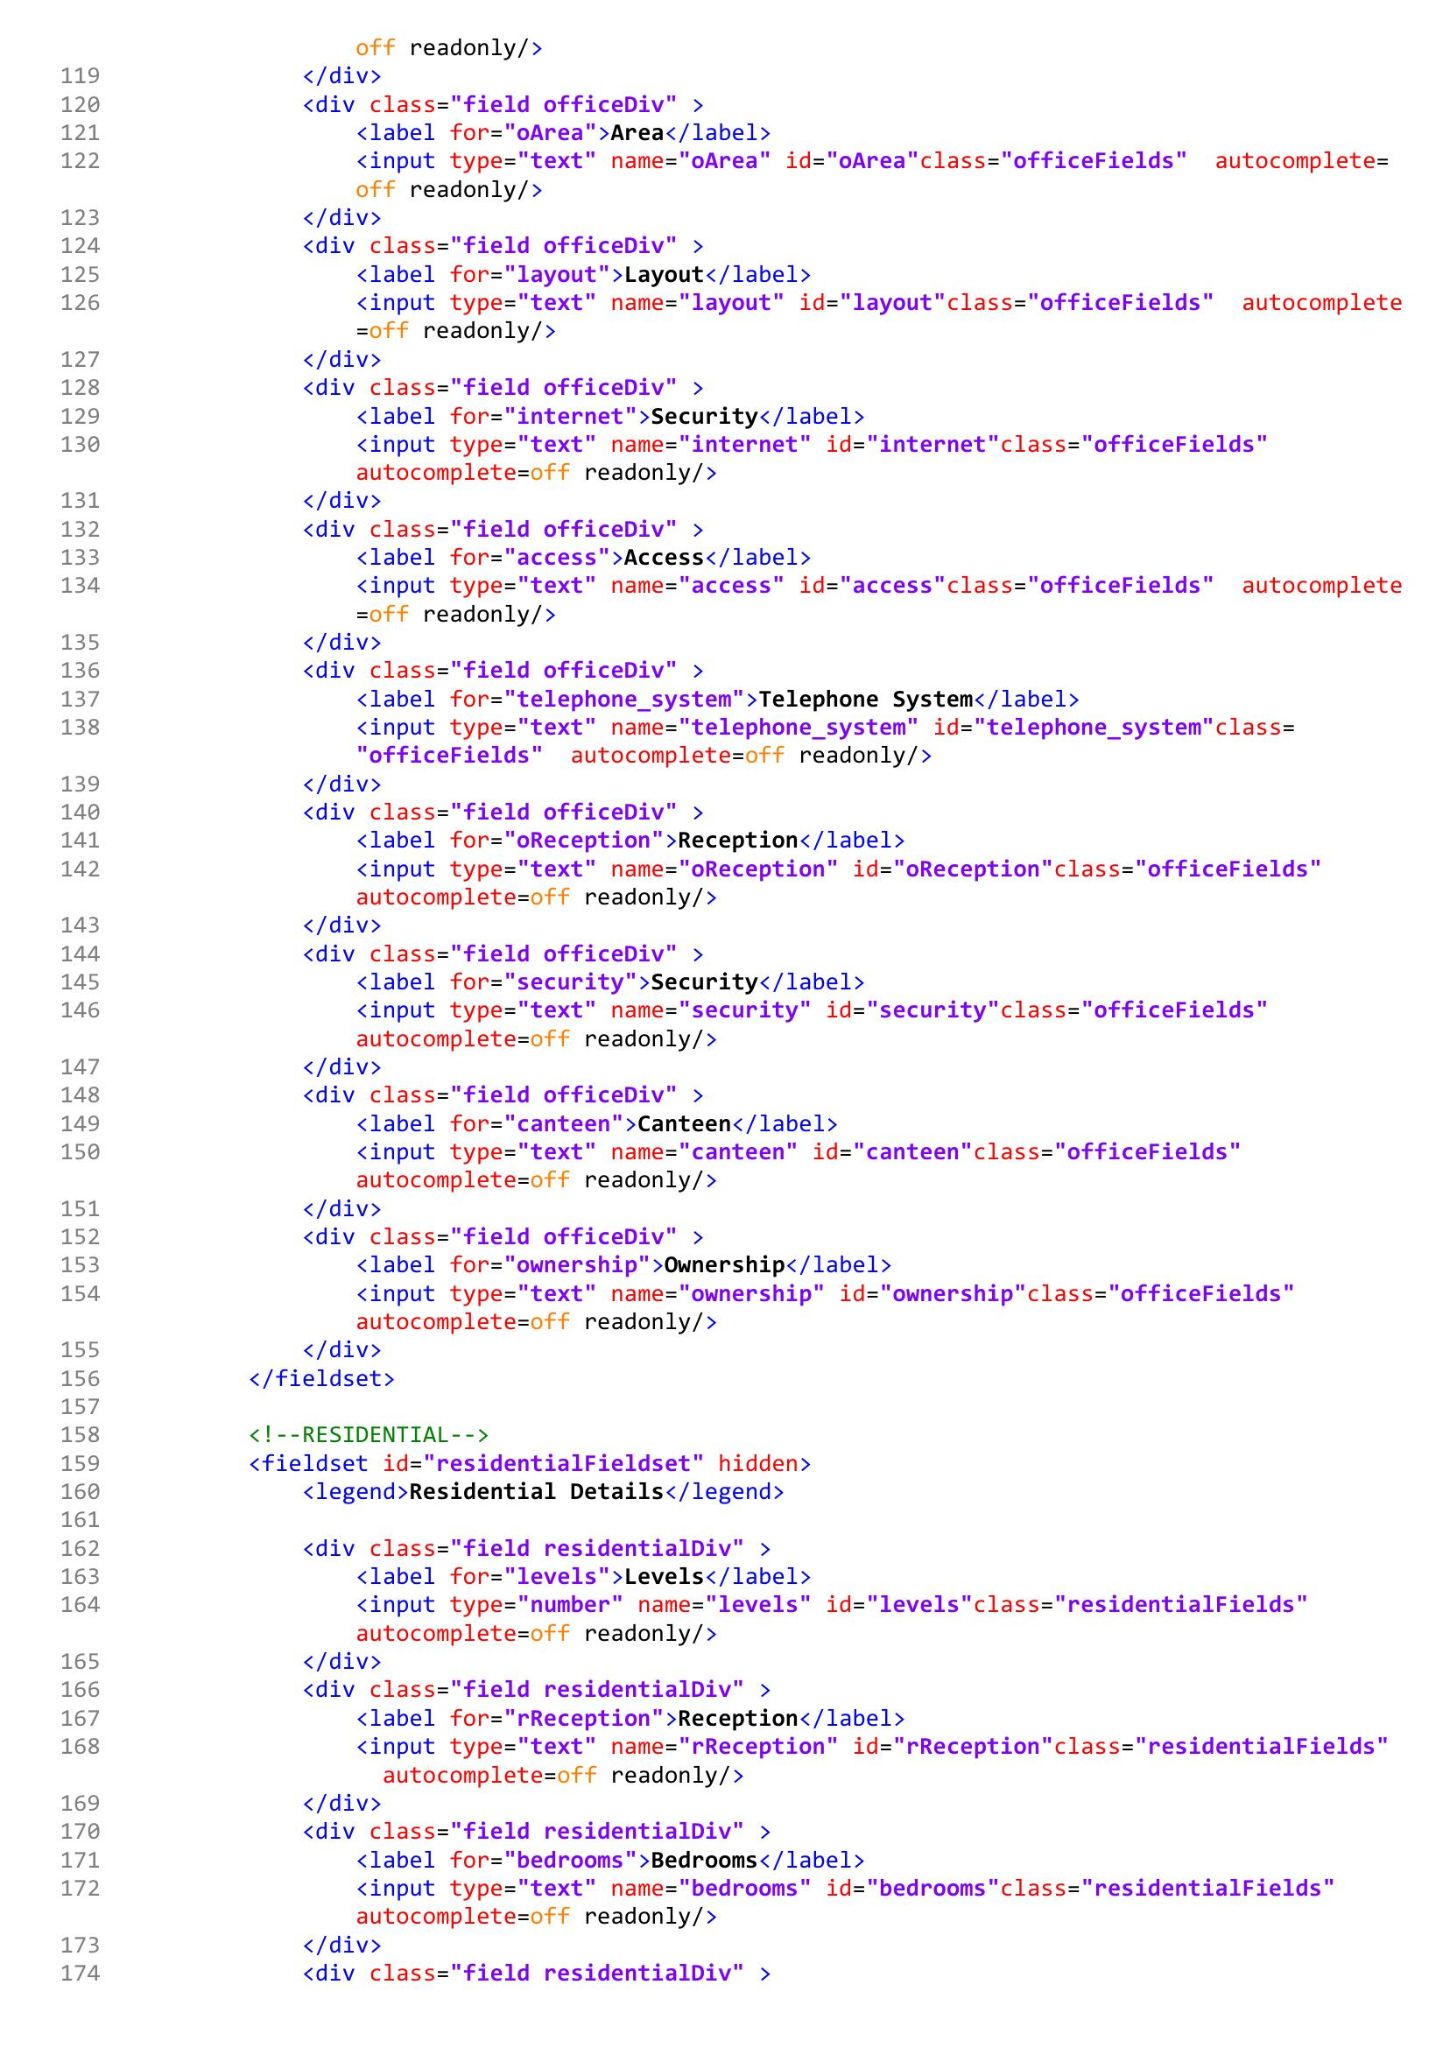 off readonly/>
119 </div>
120 <div class="field officeDiv" >
121 <label for="oArea">Area</label>
122 <input type="text" name="oArea" id="oArea"class="officeFields"  autocomplete=
off readonly/>
123 </div>
124 <div class="field officeDiv" >
125 <label for="layout">Layout</label>
126 <input type="text" name="layout" id="layout"class="officeFields"  autocomplete
=off readonly/>
127 </div>
128 <div class="field officeDiv" >
129 <label for="internet">Security</label>
130 <input type="text" name="internet" id="internet"class="officeFields"
autocomplete=off readonly/>
131 </div>
132 <div class="field officeDiv" >
133 <label for="access">Access</label>
134 <input type="text" name="access" id="access"class="officeFields"  autocomplete
=off readonly/>
135 </div>
136 <div class="field officeDiv" >
137 <label for="telephone_system">Telephone System</label>
138 <input type="text" name="telephone_system" id="telephone_system"class=
"officeFields"  autocomplete=off readonly/>
139 </div>
140 <div class="field officeDiv" >
141 <label for="oReception">Reception</label>
142 <input type="text" name="oReception" id="oReception"class="officeFields"
autocomplete=off readonly/>
143 </div>
144 <div class="field officeDiv" >
145 <label for="security">Security</label>
146 <input type="text" name="security" id="security"class="officeFields"
autocomplete=off readonly/>
147 </div>
148 <div class="field officeDiv" >
149 <label for="canteen">Canteen</label>
150 <input type="text" name="canteen" id="canteen"class="officeFields"
autocomplete=off readonly/>
151 </div>
152 <div class="field officeDiv" >
153 <label for="ownership">Ownership</label>
154 <input type="text" name="ownership" id="ownership"class="officeFields"
autocomplete=off readonly/>
155 </div>
156 </fieldset>
157
158 <!--RESIDENTIAL-->
159 <fieldset id="residentialFieldset" hidden>
160 <legend>Residential Details</legend>
161
162 <div class="field residentialDiv" >
163 <label for="levels">Levels</label>
164 <input type="number" name="levels" id="levels"class="residentialFields"
autocomplete=off readonly/>
165 </div>
166 <div class="field residentialDiv" >
167 <label for="rReception">Reception</label>
168 <input type="text" name="rReception" id="rReception"class="residentialFields"
autocomplete=off readonly/>
169 </div>
170 <div class="field residentialDiv" >
171 <label for="bedrooms">Bedrooms</label>
172 <input type="text" name="bedrooms" id="bedrooms"class="residentialFields"
autocomplete=off readonly/>
173 </div>
174 <div class="field residentialDiv" >